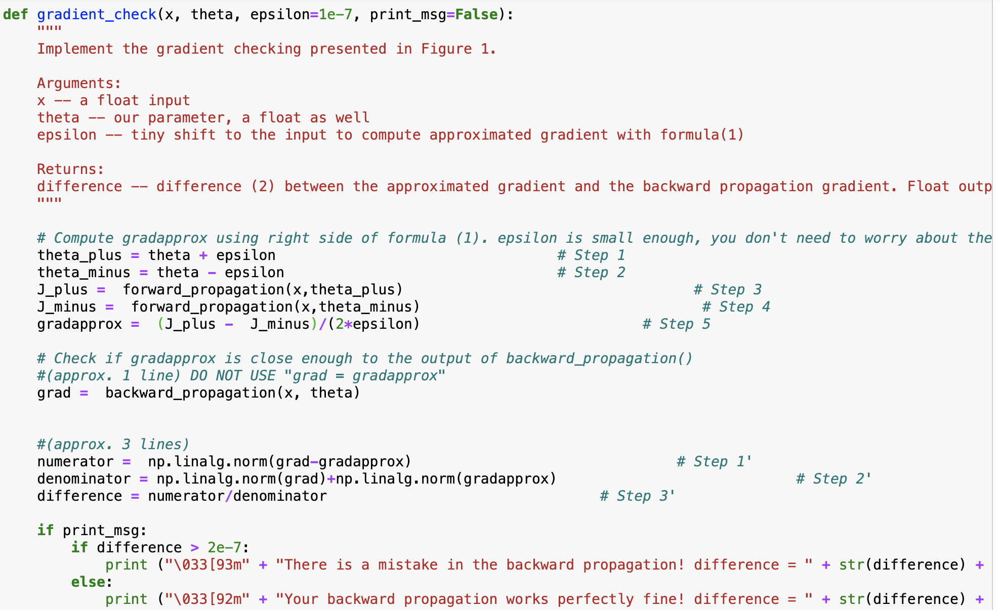 def gradient_check(x, theta, epsilon=1e-7, print_msg=False):
    """
    Implement the gradient checking presented in Figure 1.

    Arguments:
    x -- a float input
    theta -- our parameter, a float as well
    epsilon -- tiny shift to the input to compute approximated gradient with formula(1)

    Returns:
    difference -- difference (2) between the approximated gradient and the backward propagation gradient. Float outp
    """

    # Compute gradapprox using right side of formula (1). epsilon is small enough, you don't need to worry about the
    theta_plus = theta + epsilon                                 # Step 1
    theta_minus = theta - epsilon                                # Step 2
    J_plus =  forward_propagation(x,theta_plus)                                  # Step 3
    J_minus =  forward_propagation(x,theta_minus)                                 # Step 4
    gradapprox =  (J_plus -  J_minus)/(2*epsilon)                          # Step 5

    # Check if gradapprox is close enough to the output of backward_propagation()
    #(approx. 1 line) DO NOT USE "grad = gradapprox"
    grad =  backward_propagation(x, theta)

    #(approx. 3 lines)
    numerator =  np.linalg.norm(grad-gradapprox)                               # Step 1'
    denominator = np.linalg.norm(grad)+np.linalg.norm(gradapprox)                            # Step 2'
    difference = numerator/denominator                                # Step 3'

    if print_msg:
        if difference > 2e-7:
            print ("\033[93m" + "There is a mistake in the backward propagation! difference = " + str(difference) +
        else:
            print ("\033[92m" + "Your backward propagation works perfectly fine! difference = " + str(difference) +